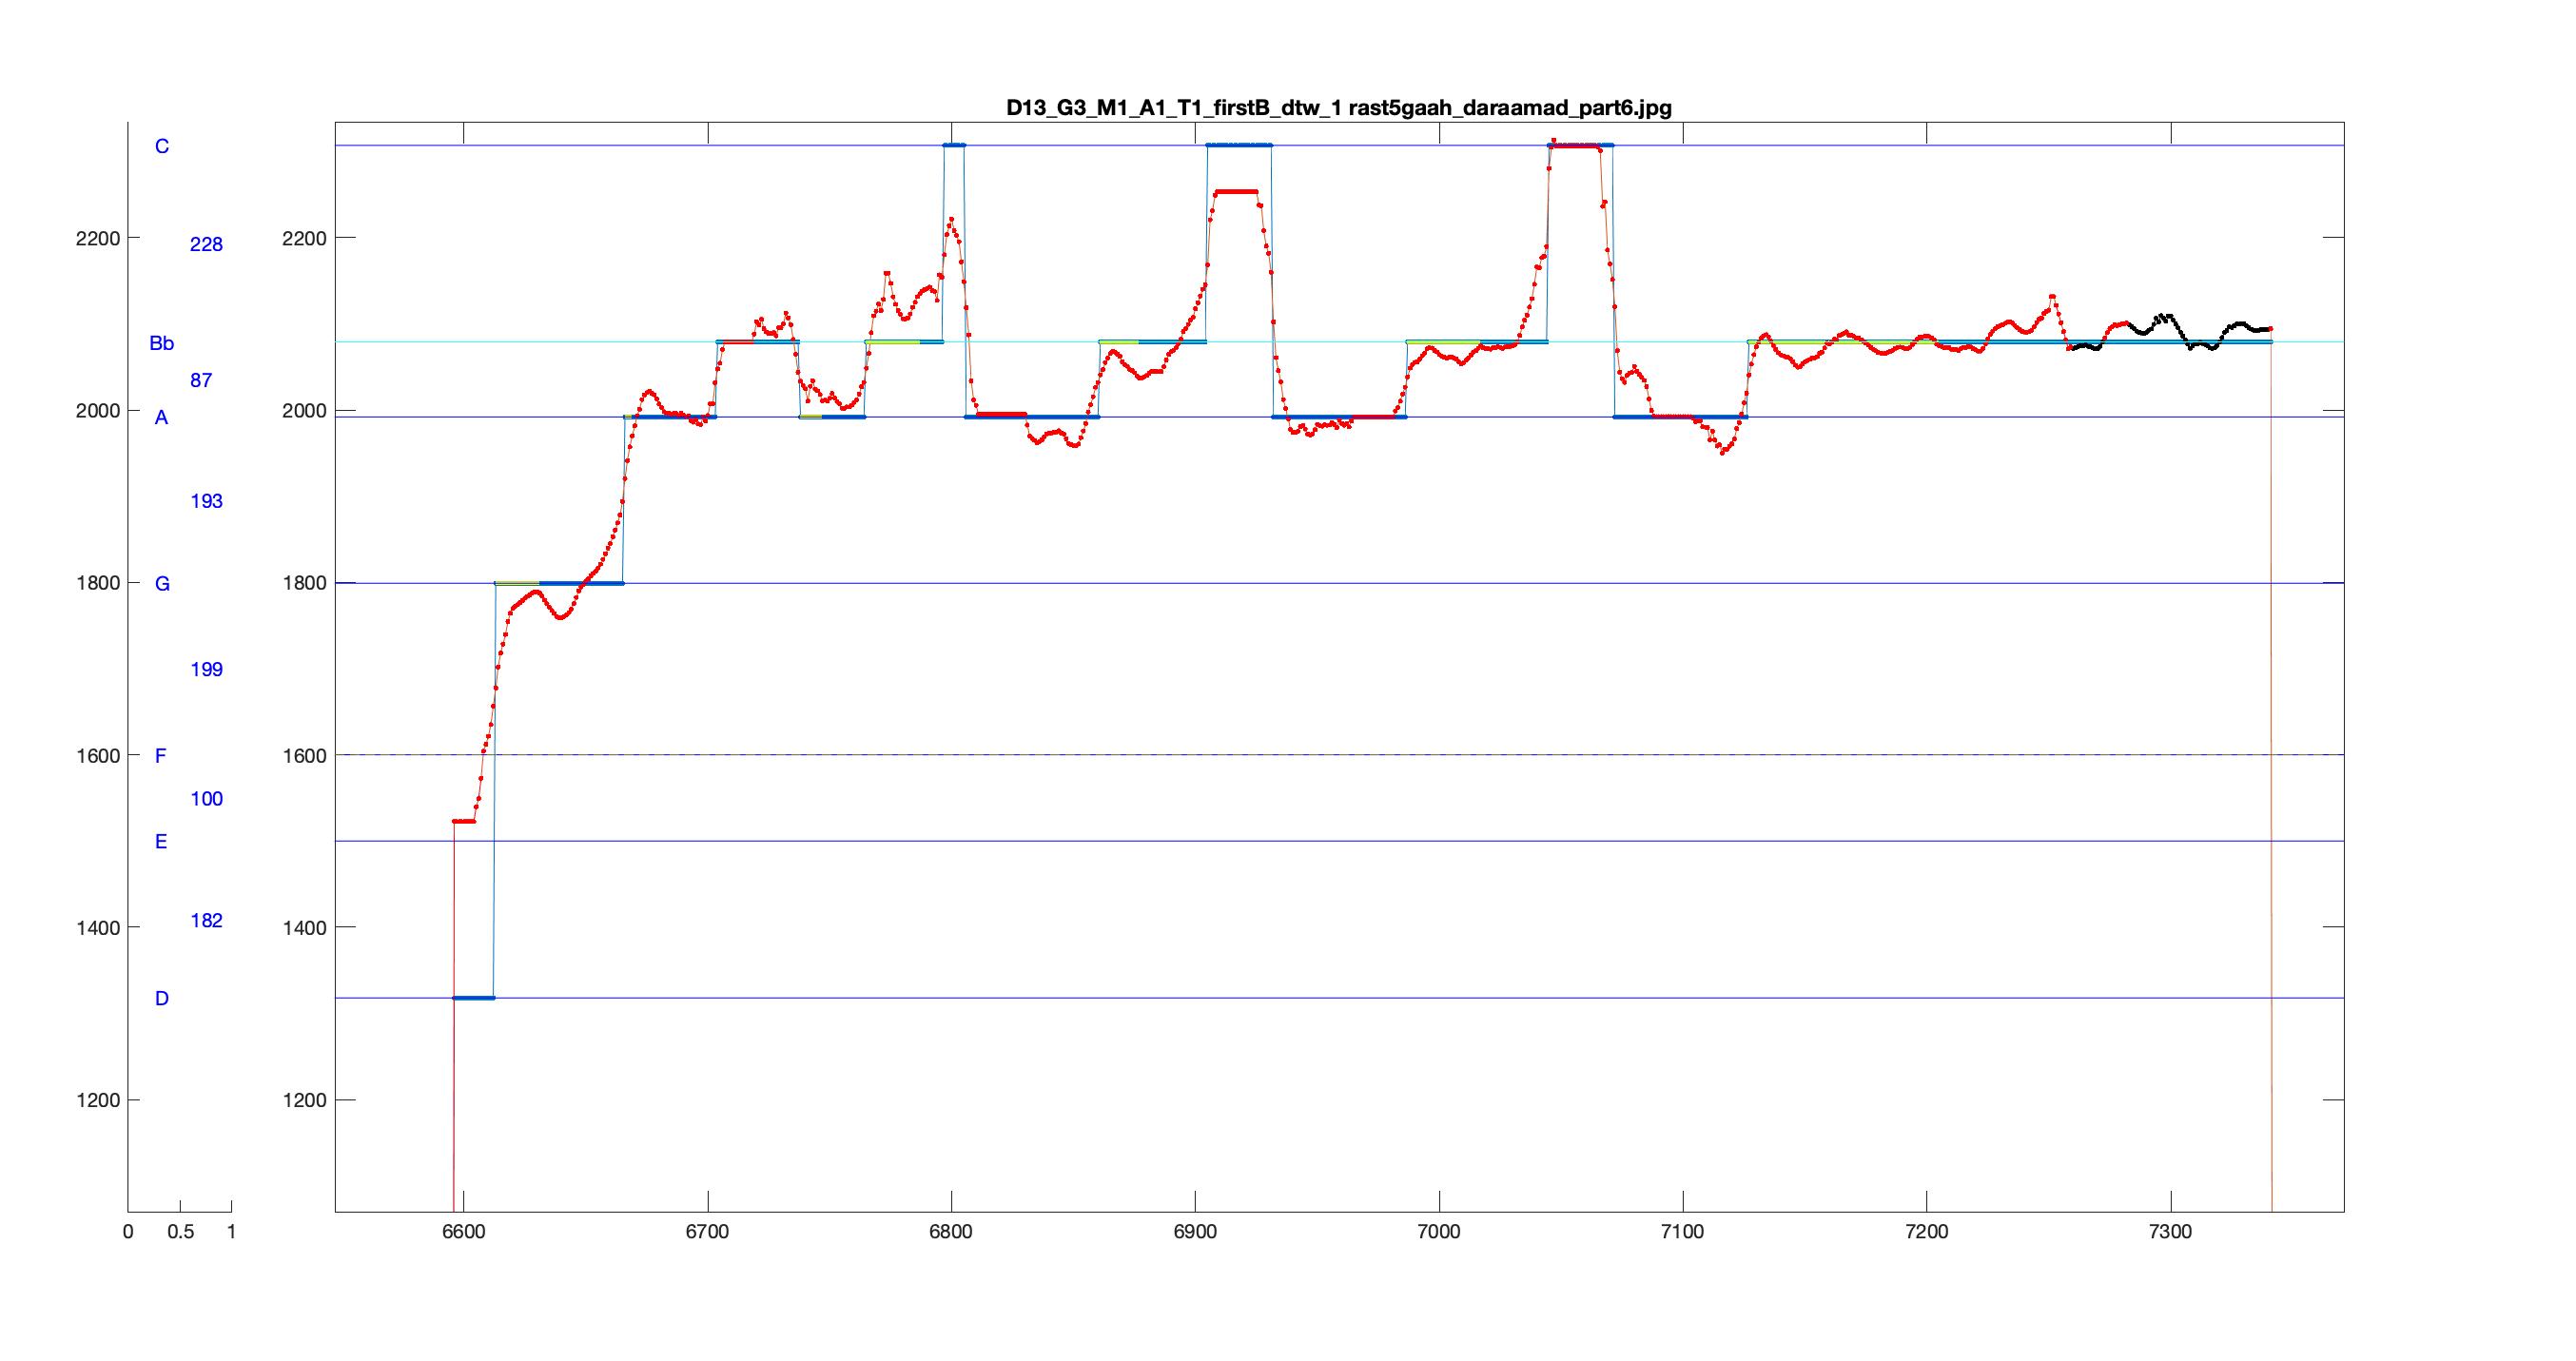 D13_G3_M1_A1_T1_firstB_dtw_1 rast5gaah_daraamad_part6.jpg
C
2200 228 2200
Bb
87
2000 A 2000
193
1800 G 1800
199
1600 F 1600
100
E
1400 182 1400
D
1200 1200
0 0.5 1 6600 6700 6800 6900 7000 7100 7200 7300